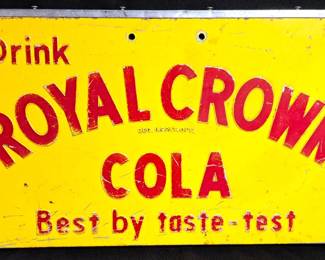 Drink
ROYAL CROWN
COLA
Best by taste-test